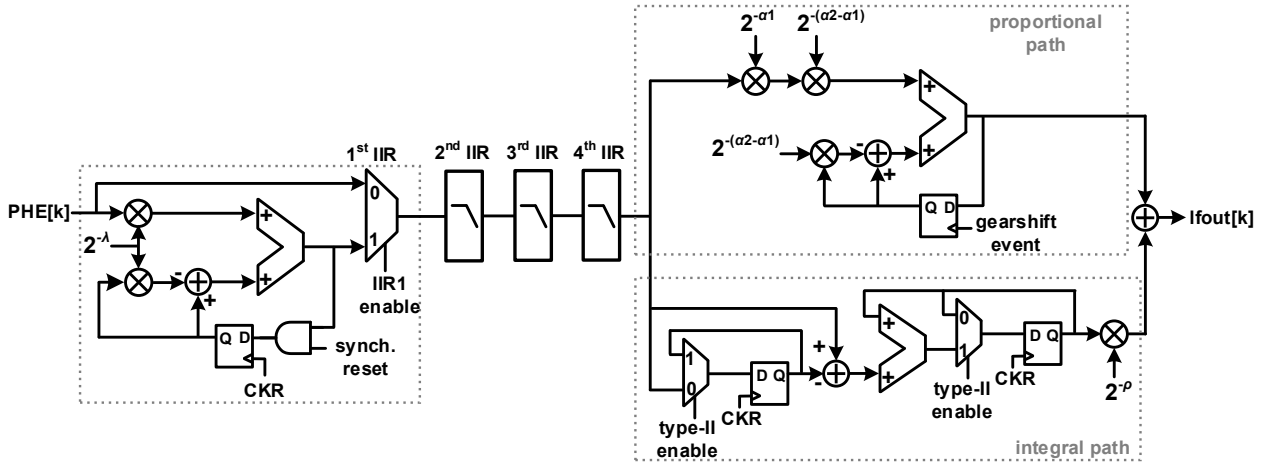 2^-α1
2^-(α2-α1)
proportional
path
+
2^-(α2-α1)
-
+
+
Q D
gearshift
event
1st IIR
2nd IIR
3rd IIR
4th IIR
PHE[k]
0
+
2^-λ
1
-
+
+
IIR1
enable
Q D
synch.
reset
CKR
lfout[k]
+
-
1
0
D Q
CKR
type-II
enable
+
+
0
1
D Q
CKR
type-II
enable
2^-ρ
integral path